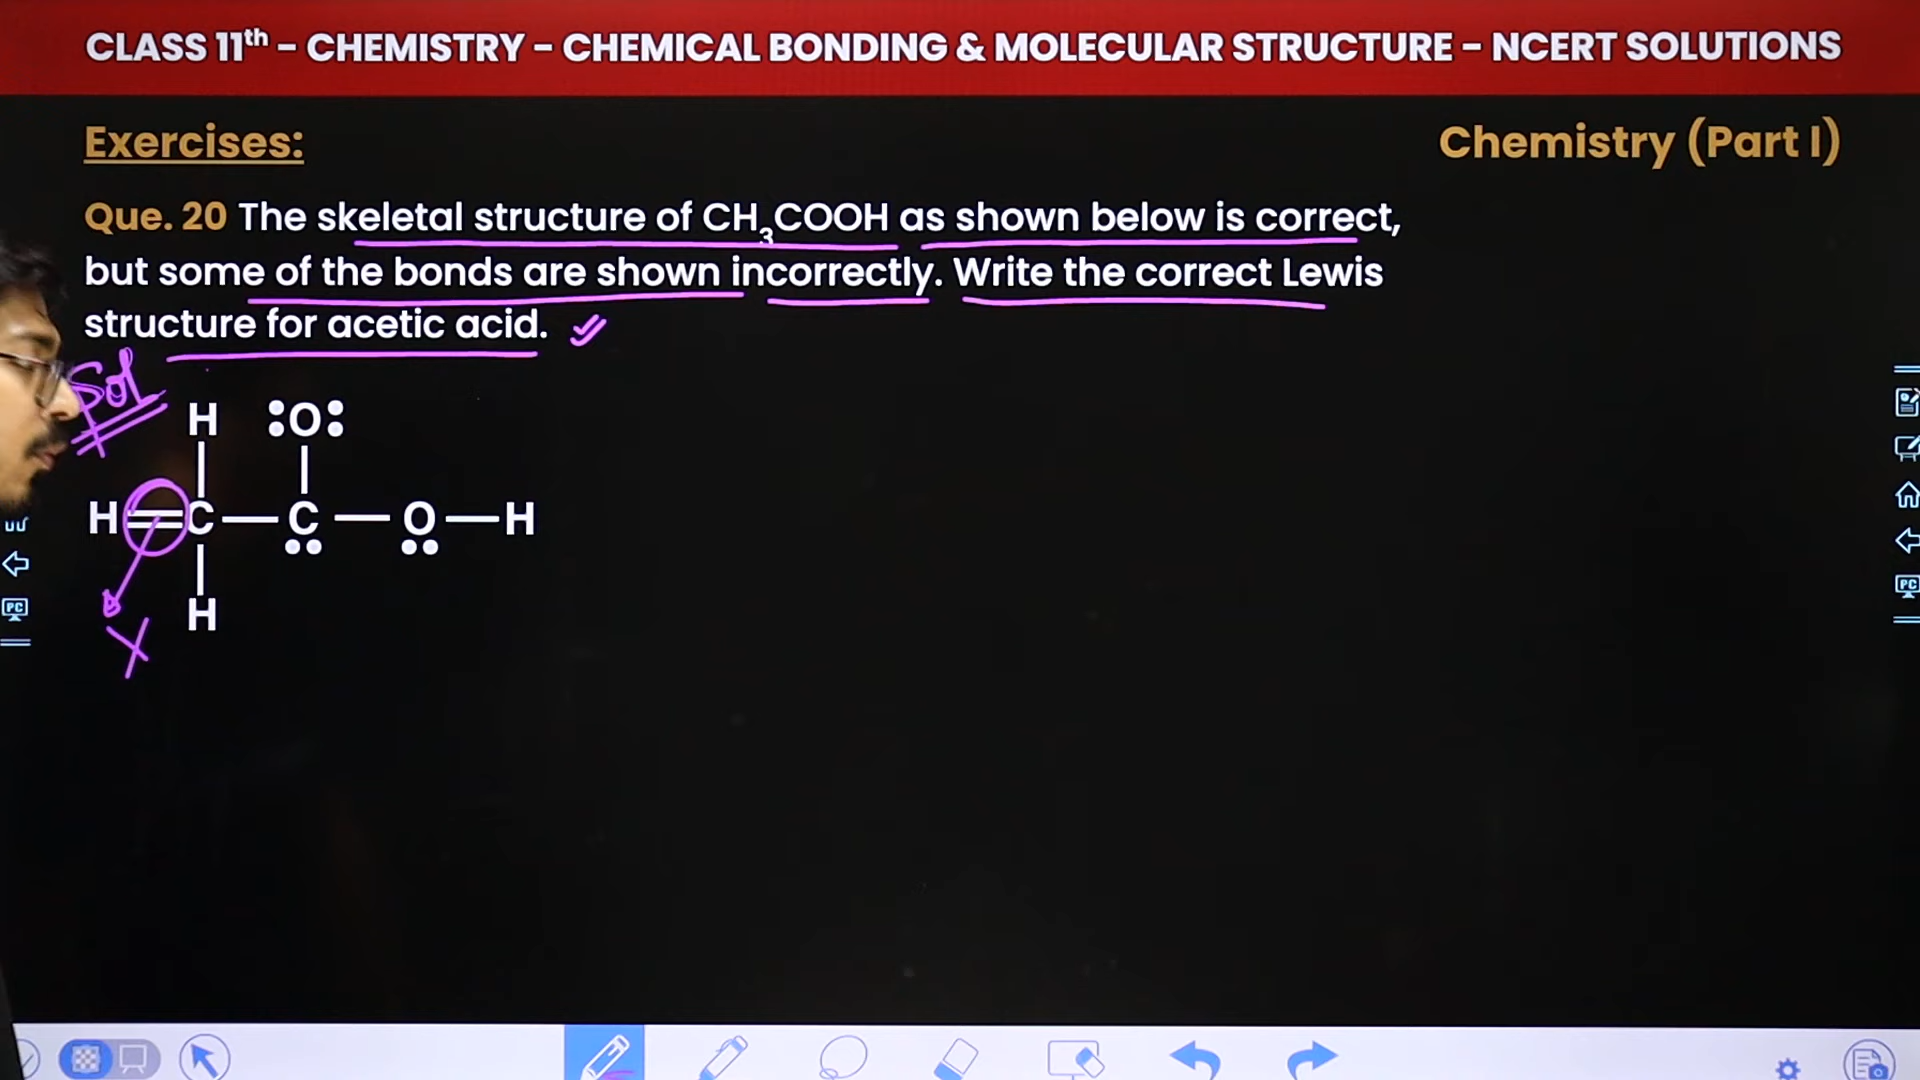 CLASS 11th – CHEMISTRY – CHEMICAL BONDING & MOLECULAR STRUCTURE – NCERT SOLUTIONS
Exercises:
Chemistry (Part I)
Que. 20 The skeletal structure of CH3COOH as shown below is correct,
but some of the bonds are shown incorrectly. Write the correct Lewis
structure for acetic acid.
Sol
H :O:
H=C—C—O—H
H
X
PC
PC